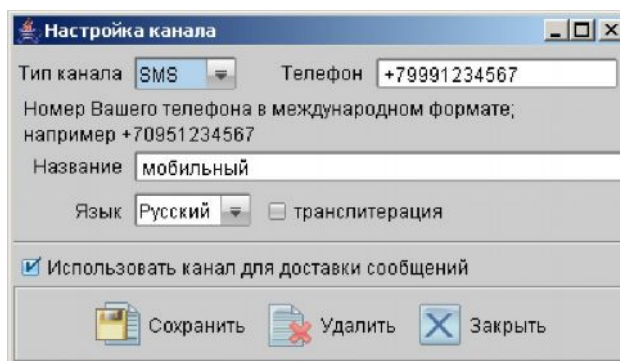 Настройка канала
Тип канала SMS Телефон +79991234567
Номер Вашего телефона в международном формате;
например +70951234567
Название мобильный
Язык Русский транслитерация
Использовать канал для доставки сообщений
Сохранить Удалить Закрыть